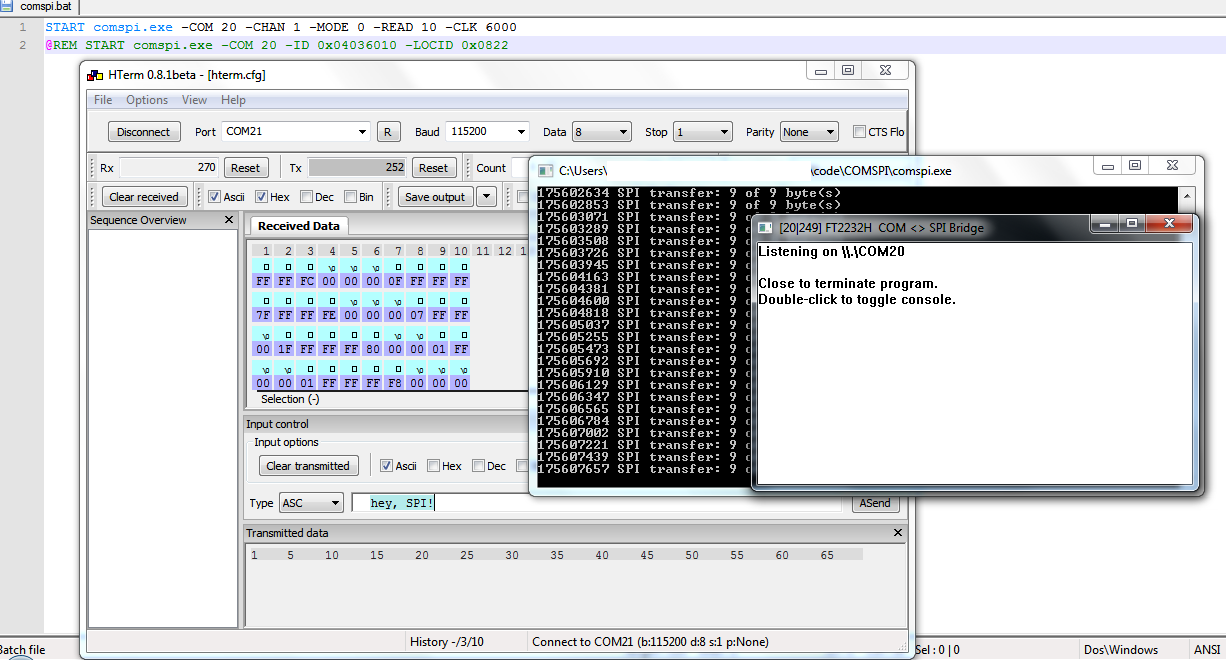 comspi.bat
1 START comspi.exe -COM 20 -CHAN 1 -MODE 0 -READ 10 -CLK 6000
2 @REM START comspi.exe -COM 20 -ID 0x04036010 -LOCID 0x0822
HTerm 0.8.1beta - [hterm.cfg]
File Options View Help
Disconnect Port COM21 R Baud 115200 Data 8 Stop 1 Parity None CTS Flo
Rx 270 Reset Tx 252 Reset Count
Clear received Ascii Hex Dec Bin Save output
Sequence Overview
Received Data
1 2 3 4 5 6 7 8 9 10 11 12
\0 \0 \0
FF FF FC 00 00 00 0F FF FF FF
\0 \0 \0
7F FF FF FE 00 00 00 07 FF FF
\0 \0 \0
00 1F FF FF FF 80 00 00 01 FF
\0 \0 \0 \0 \0
00 00 01 FF FF FF F8 00 00 00
Selection (-)
Input control
Input options
Clear transmitted Ascii Hex Dec
Type ASC hey, SPI! ASend
Transmitted data
1 5 10 15 20 25 30 35 40 45 50 55 60 65
History -/3/10 Connect to COM21 (b:115200 d:8 s:1 p:None)
C:\Users\ \code\COMSPI\comspi.exe
175602634 SPI transfer: 9 of 9 byte(s)
175602853 SPI transfer: 9 of 9 byte(s)
175603071 SPI transfer: 9
175603289 SPI transfer: 9
175603508 SPI transfer: 9
175603726 SPI transfer: 9
175603945 SPI transfer: 9
175604163 SPI transfer: 9
175604381 SPI transfer: 9
175604600 SPI transfer: 9
175604818 SPI transfer: 9
175605037 SPI transfer: 9
175605255 SPI transfer: 9
175605473 SPI transfer: 9
175605692 SPI transfer: 9
175605910 SPI transfer: 9
175606129 SPI transfer: 9
175606347 SPI transfer: 9
175606565 SPI transfer: 9
175606784 SPI transfer: 9
175607002 SPI transfer: 9
175607221 SPI transfer: 9
175607439 SPI transfer: 9
175607657 SPI transfer: 9
[20|249] FT2232H COM <> SPI Bridge
Listening on \\.\COM20
Close to terminate program.
Double-click to toggle console.
Batch file Sel : 0 | 0 Dos\Windows ANSI